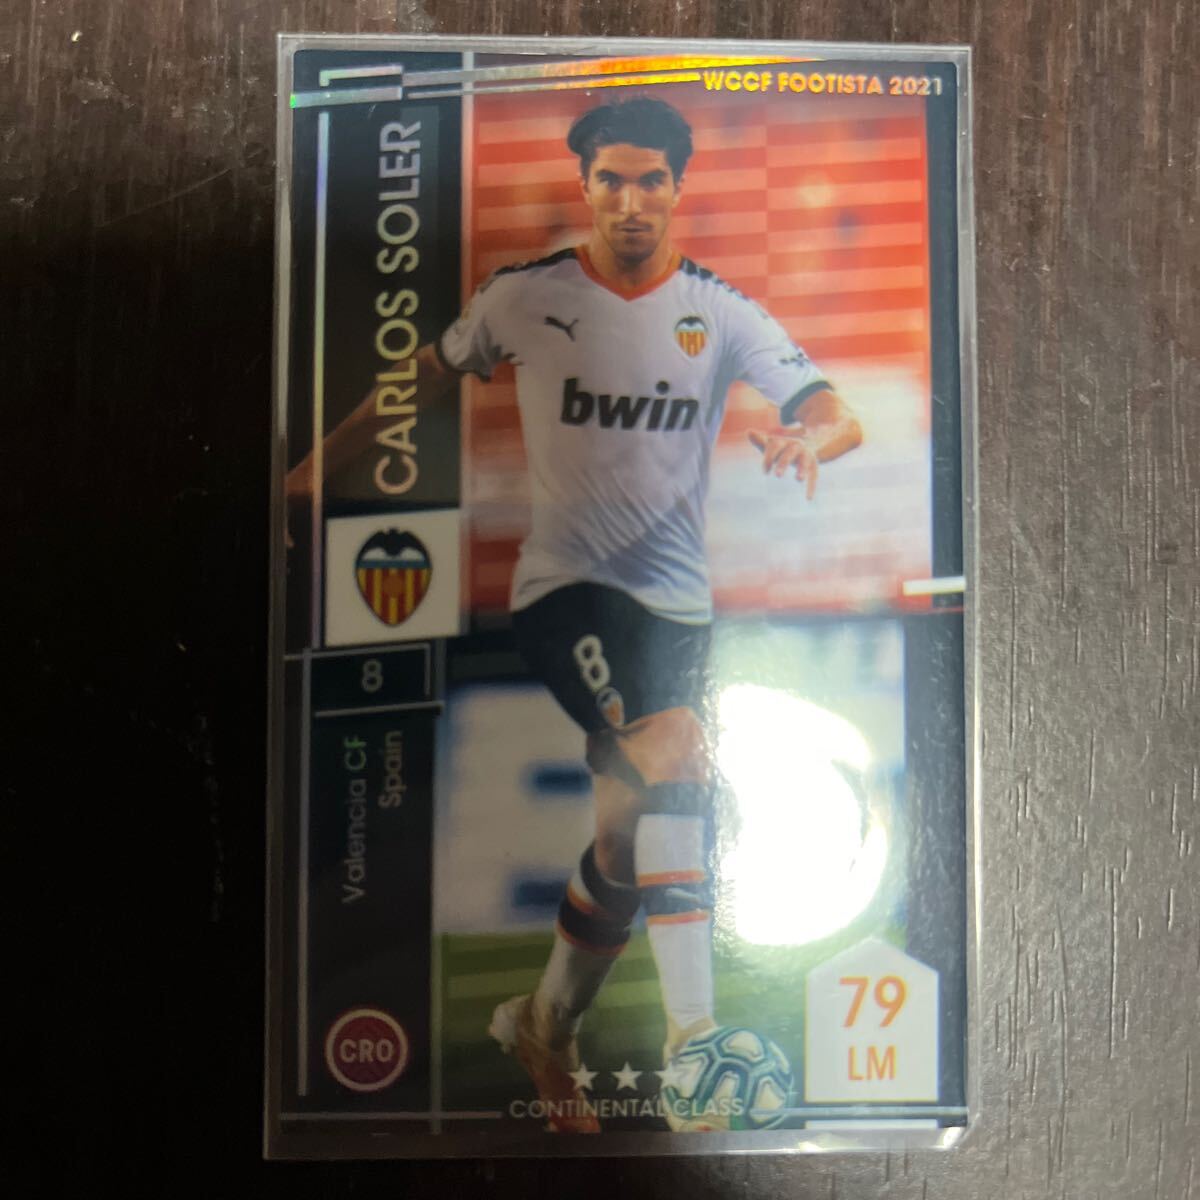 WCCF FOOTISTA 2021
CARLOS SOLER
bwin
8
8
Valencia CF
Spain
CRO
79
LM
★★★
CONTINENTAL CLASS